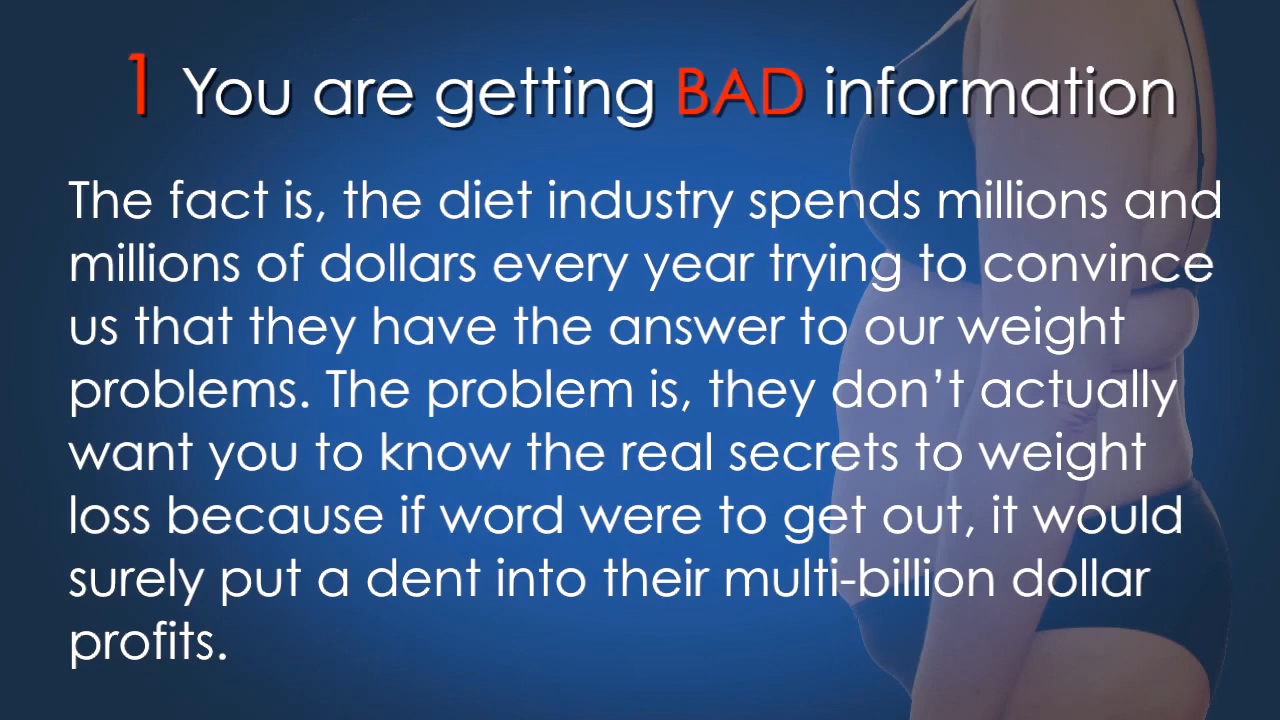 1 You are getting BAD information
The fact is, the diet industry spends millions and
millions of dollars every year trying to convince
us that they have the answer to our weight
problems. The problem is, they don’t actually
want you to know the real secrets to weight
loss because if word were to get out, it would
surely put a dent into their multi-billion dollar
profits.